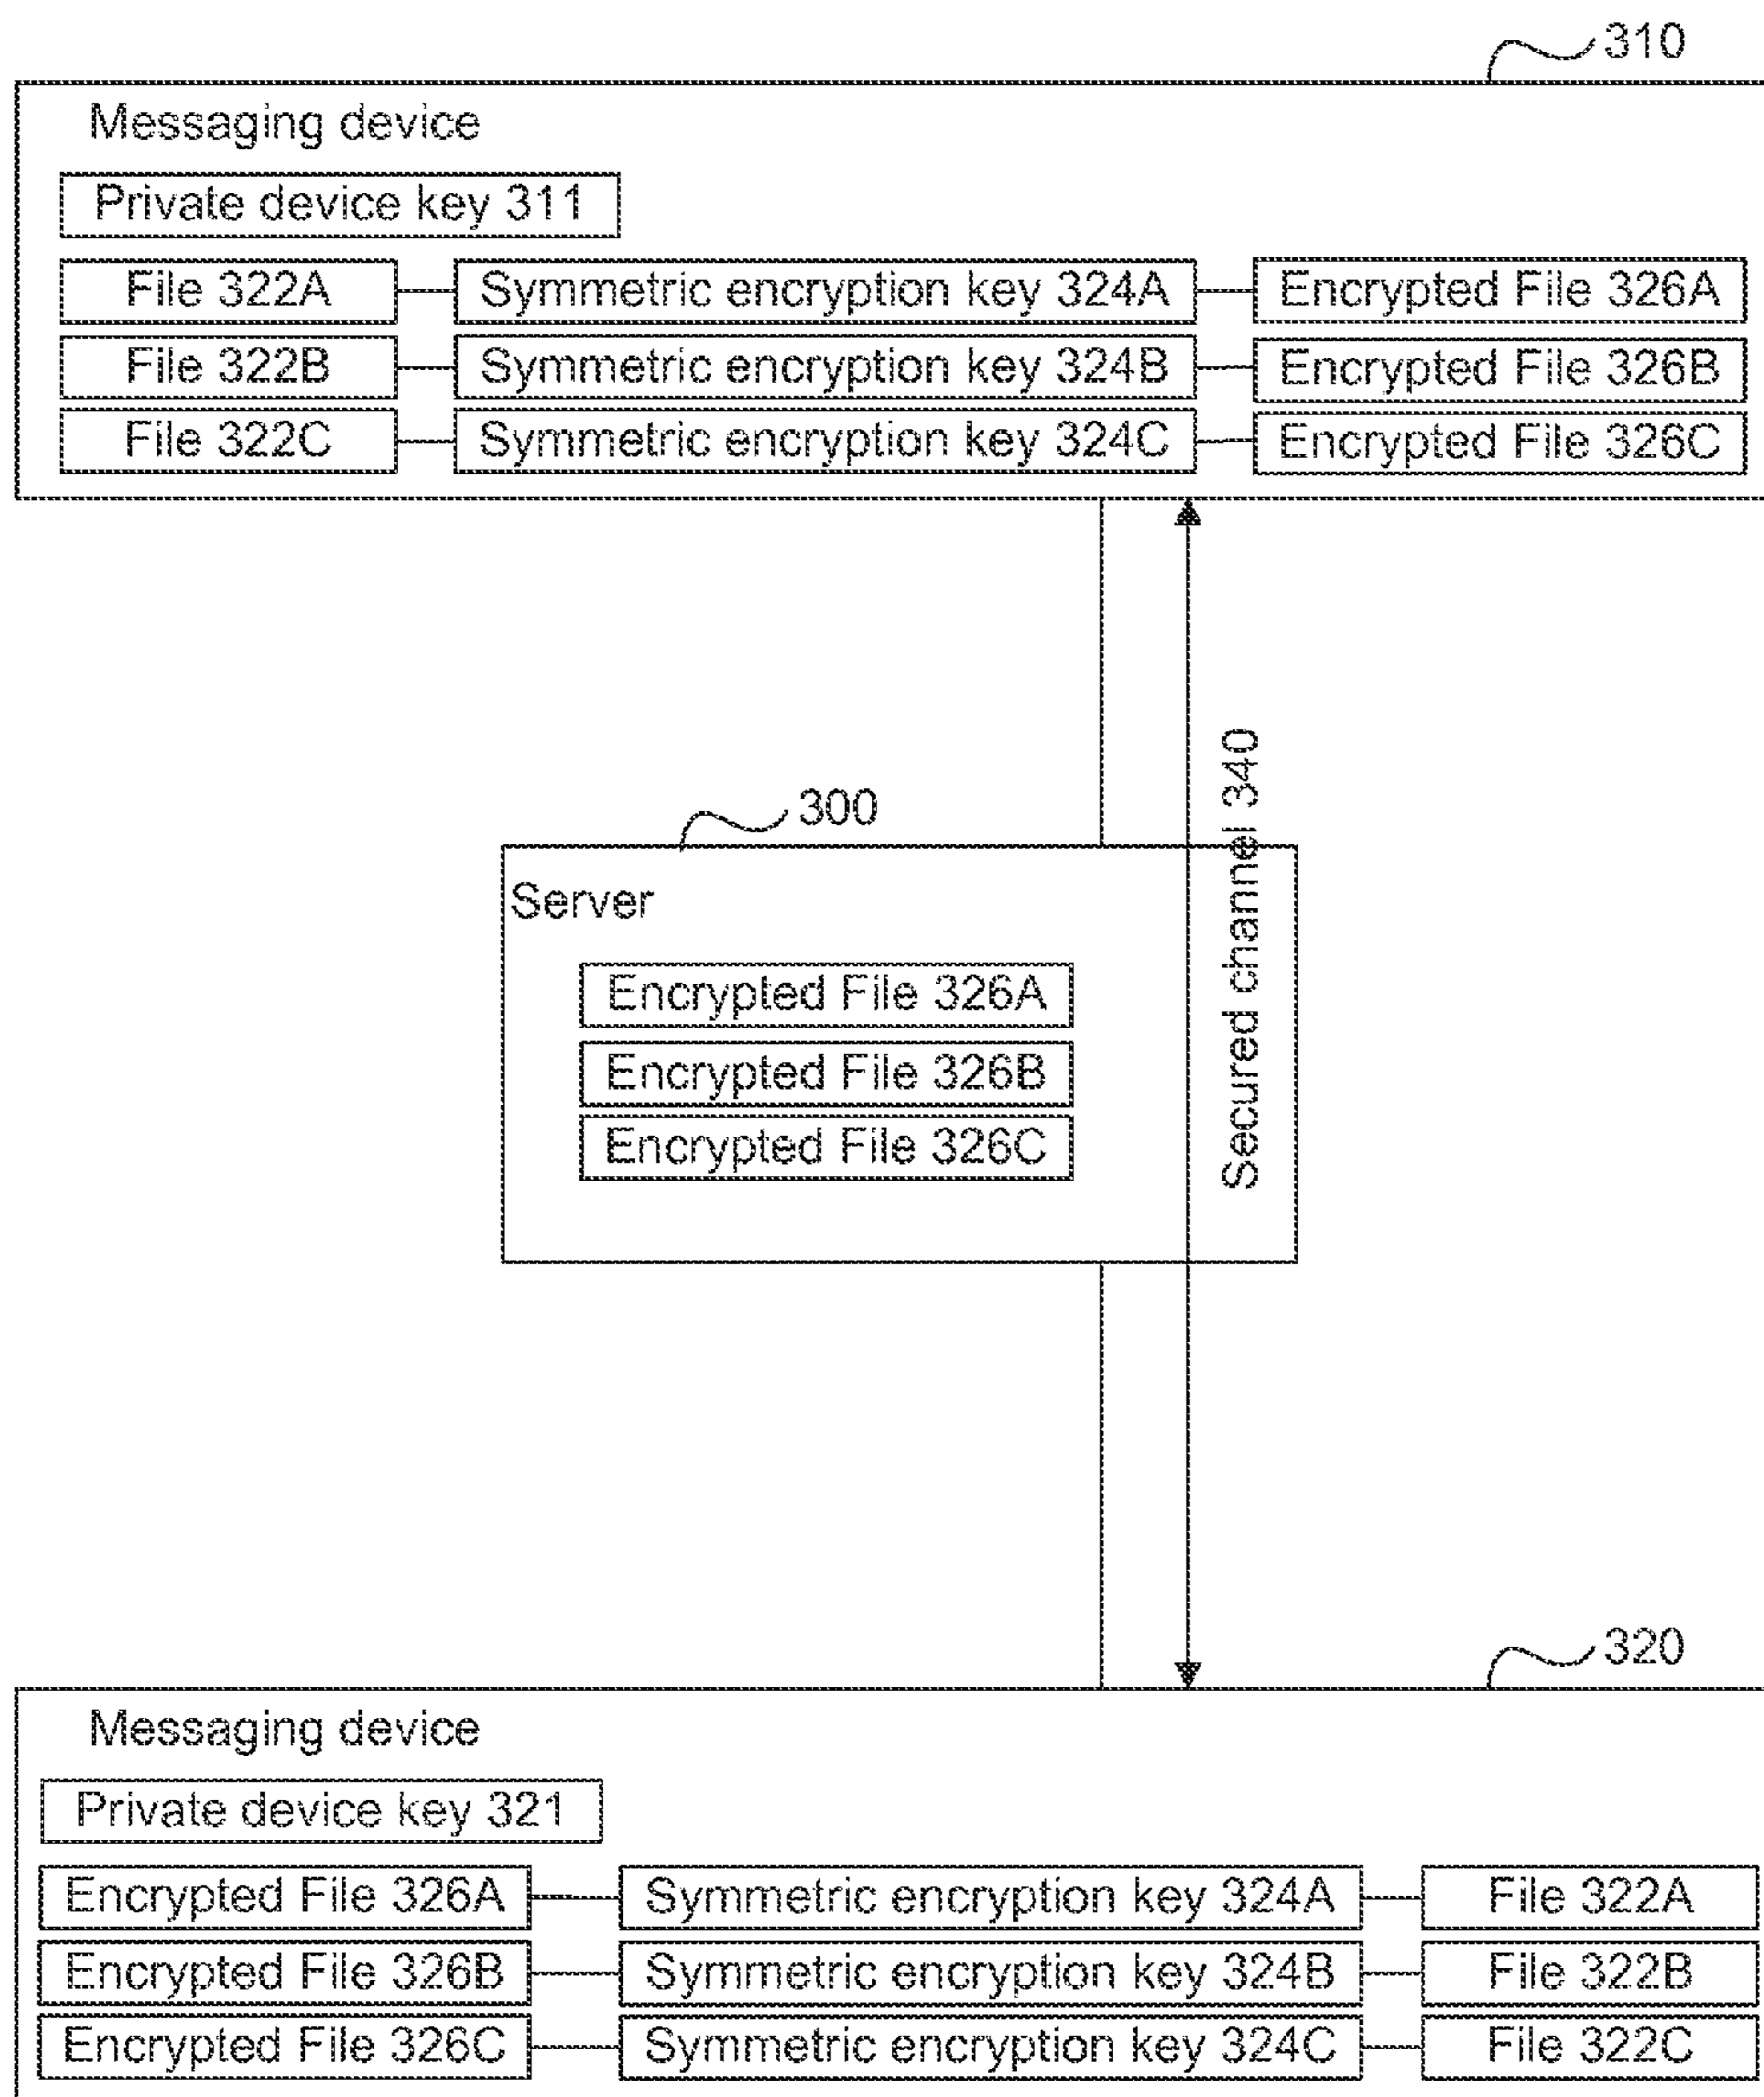 310
Messaging device
Private device key 311
File 322A Symmetric encryption key 324A Encrypted File 326A
File 322B Symmetric encryption key 324B Encrypted File 326B
File 322C Symmetric encryption key 324C Encrypted File 326C
Secured channel 340
300
Server
Encrypted File 326A
Encrypted File 326B
Encrypted File 326C
320
Messaging device
Private device key 321
Encrypted File 326A Symmetric encryption key 324A File 322A
Encrypted File 326B Symmetric encryption key 324B File 322B
Encrypted File 326C Symmetric encryption key 324C File 322C